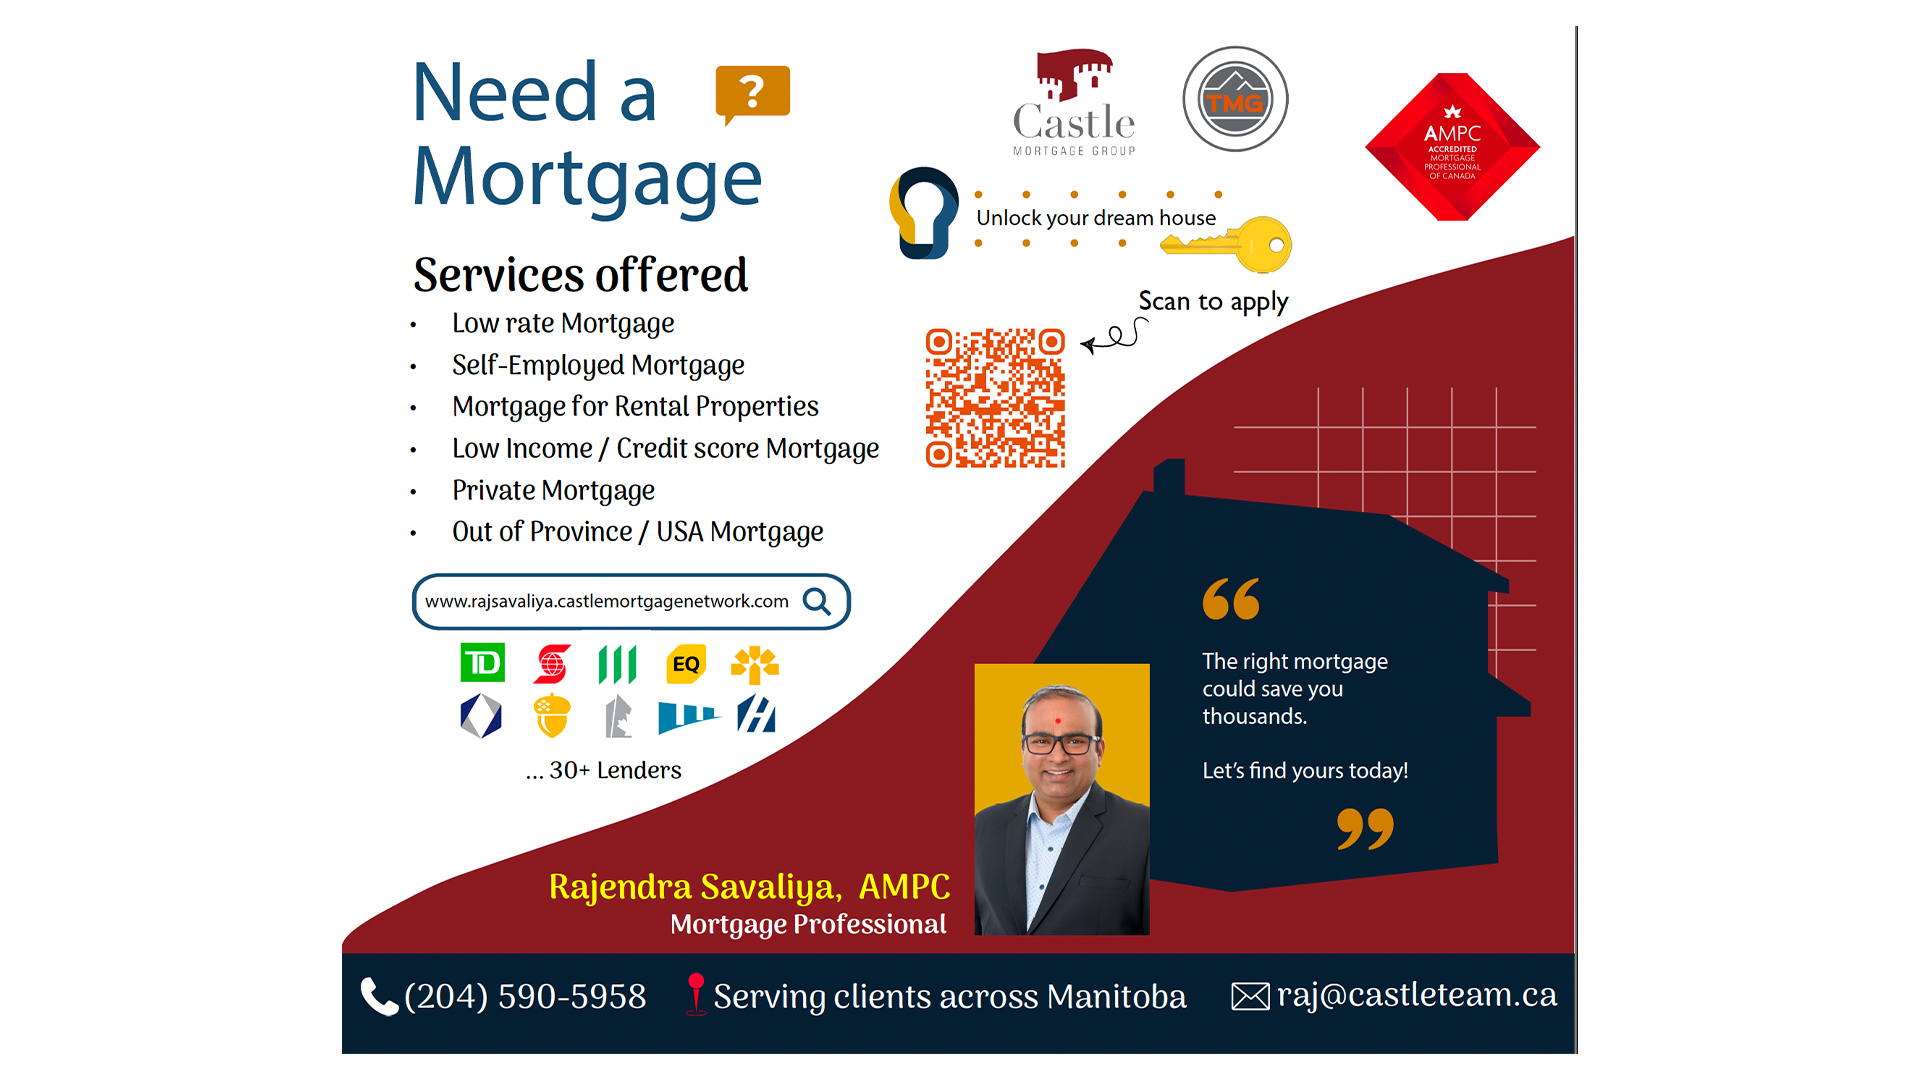 Need a
?
Mortgage
Castle
MORTGAGE GROUP
TMG
AMPC
ACCREDITED
MORTGAGE
PROFESSIONAL
OF CANADA
Unlock your dream house
Scan to apply
Services offered
• Low rate Mortgage
• Self-Employed Mortgage
• Mortgage for Rental Properties
• Low Income / Credit score Mortgage
• Private Mortgage
• Out of Province / USA Mortgage
www.rajsavaliya.castlemortgagenetwork.com
TD
S
EQ
H
... 30+ Lenders
“
The right mortgage
could save you
thousands.
Let’s find yours today!
”
Rajendra Savaliya, AMPC
Mortgage Professional
(204) 590-5958
Serving clients across Manitoba
raj@castleteam.ca